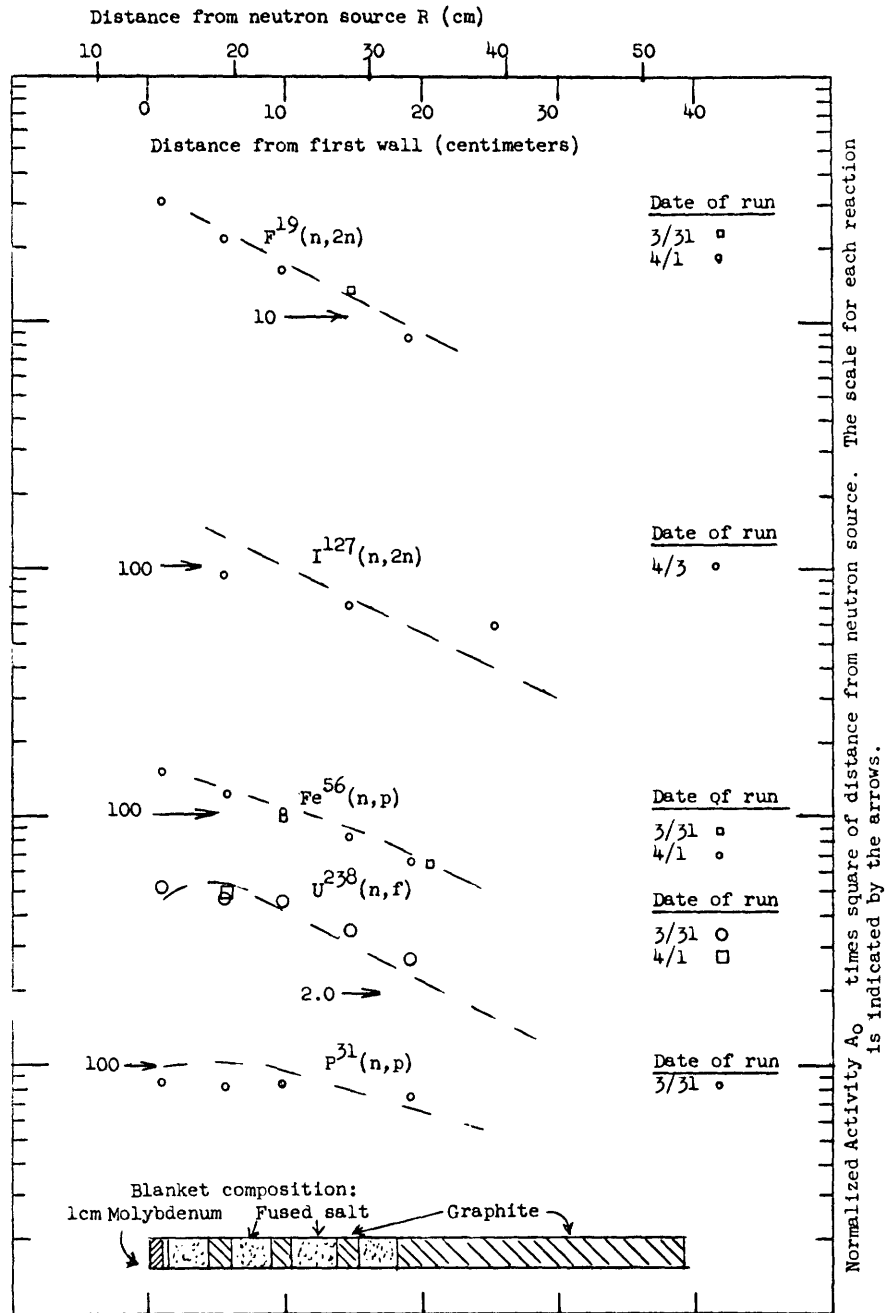 Distance from neutron source R (cm)
10 20 30 40 50
0 10 20 30 40
Distance from first wall (centimeters)
F¹⁹(n,2n)
10
Date of run
3/31
4/1
I¹²⁷(n,2n)
100
Date of run
4/3
Fe⁵⁶(n,p)
100
Date of run
3/31
4/1
U²³⁸(n,f)
2.0
Date of run
3/31
4/1
P³¹(n,p)
100
Date of run
3/31
Blanket composition:
1cm Molybdenum Fused salt Graphite
Normalized Activity A₀ times square of distance from neutron source. The scale for each reaction
is indicated by the arrows.